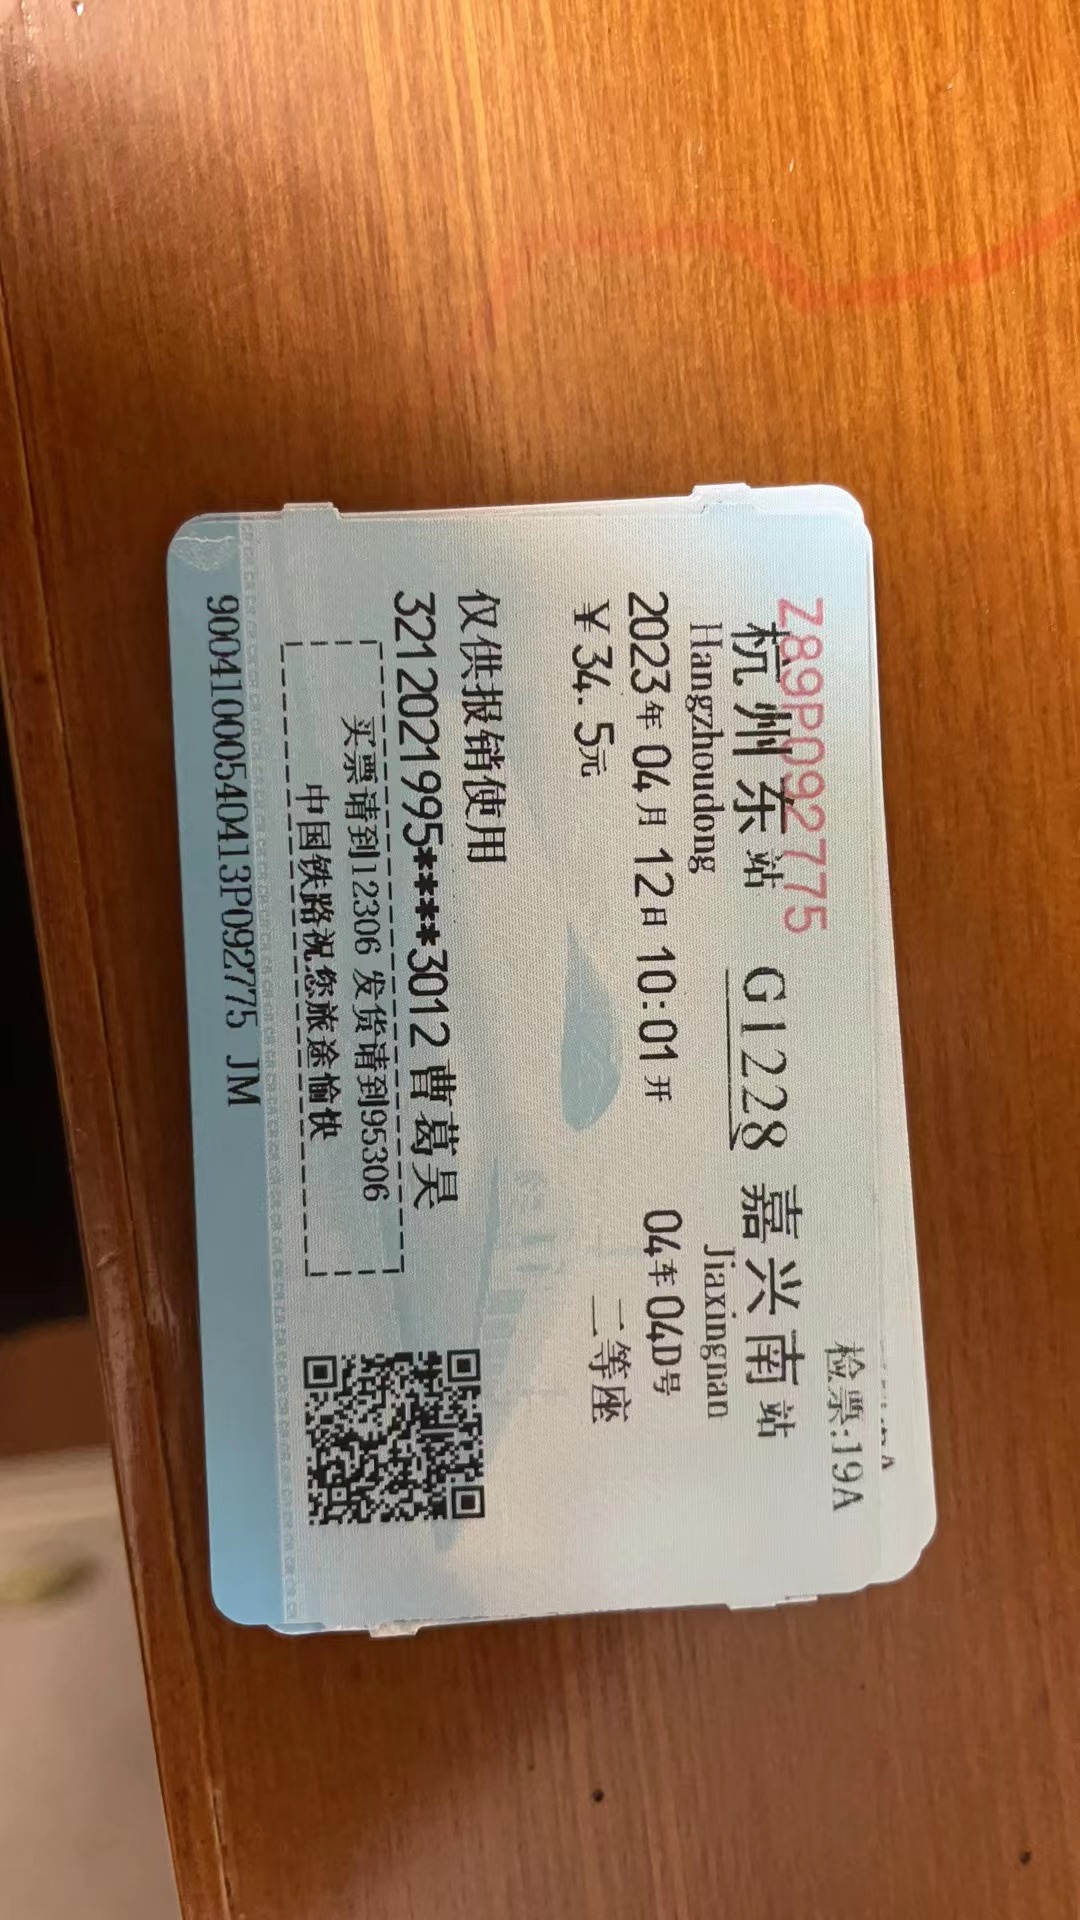 Z89P092775
检票:19A
杭州东站 G1228 嘉兴南站
Hangzhoudong Jiaxingnan
2023年04月12日10:01开 04车04D号
¥34.5元 二等座
仅供报销使用
3212021995****3012曹葛昊
买票请到12306 发货请到95306
中国铁路祝您旅途愉快
90041000540413P092775 JM